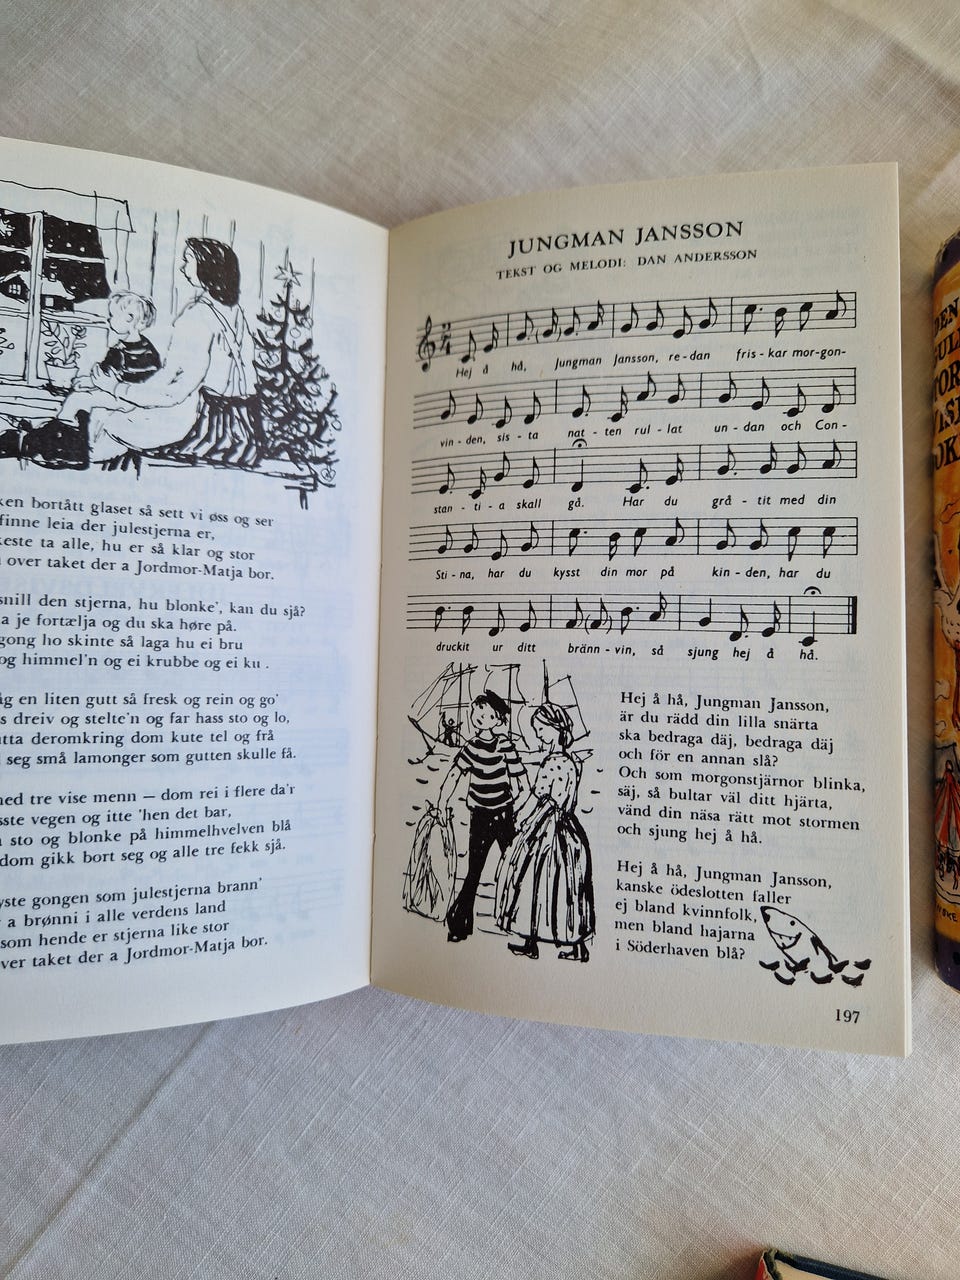 ken bortått glaset så sett vi øss og ser
finne leia der julestjerna er,
keste ta alle, hu er så klar og stor
over taket der a Jordmor-Matja bor.
snill den stjerna, hu blonke', kan du sjå?
a je fortælja og du ska høre på.
gong ho skinte så laga hu ei bru
og himmel'n og ei krubbe og ei ku .
åg en liten gutt så fresk og rein og go'
s dreiv og stelte'n og far hass sto og lo,
utta deromkring dom kute tel og frå
seg små lamonger som gutten skulle få.
med tre vise menn — dom rei i flere da'r
sste vegen og itte 'hen det bar,
sto og blonke på himmelhvelven blå
dom gikk bort seg og alle tre fekk sjå.
yste gongen som julestjerna brann'
a brønni i alle verdens land
som hende er stjerna like stor
ver taket der a Jordmor-Matja bor.
JUNGMAN JANSSON
TEKST OG MELODI: DAN ANDERSSON
Hej å hå, Jungman Jansson, re-dan fris-kar mor-gon-
vin-den, sis-ta nat-ten rul-lat un-dan och Con-
stan-ti-a skall gå. Har du grå-tit med din
Sti-na, har du kysst din mor på kin-den, har du
druckit ur ditt bränn-vin, så sjung hej å hå.
Hej å hå, Jungman Jansson,
är du rädd din lilla snärta
ska bedraga däj, bedraga däj
och för en annan slå?
Och som morgonstjärnor blinka,
säj, så bultar väl ditt hjärta,
vänd din näsa rätt mot stormen
och sjung hej å hå.
Hej å hå, Jungman Jansson,
kanske ödeslotten faller
ej bland kvinnfolk,
men bland hajarna
i Söderhaven blå?
197
DEN
GUL
TOR
VIS
OK